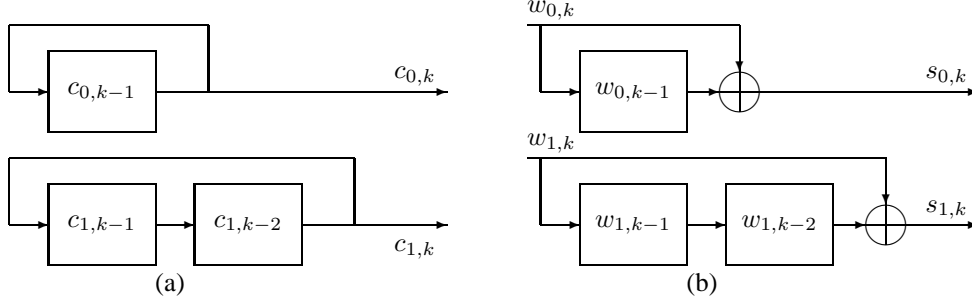 w_{0,k}
c_{0,k-1}
c_{0,k}
w_{0,k-1}
s_{0,k}
w_{1,k}
c_{1,k-1}
c_{1,k-2}
c_{1,k}
w_{1,k-1}
w_{1,k-2}
s_{1,k}
(a)
(b)